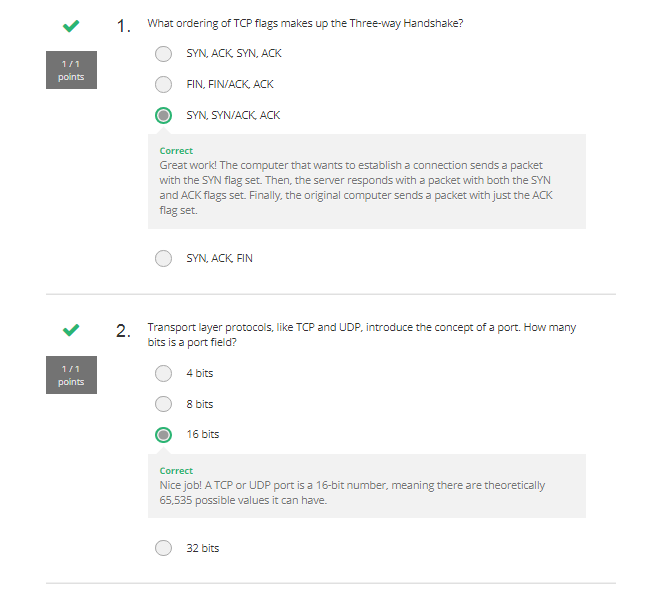 1. What ordering of TCP flags makes up the Three-way Handshake?
1 / 1
points
SYN, ACK, SYN, ACK
FIN, FIN/ACK, ACK
SYN, SYN/ACK, ACK
Correct
Great work! The computer that wants to establish a connection sends a packet
with the SYN flag set. Then, the server responds with a packet with both the SYN
and ACK flags set. Finally, the original computer sends a packet with just the ACK
flag set.
SYN, ACK, FIN
2. Transport layer protocols, like TCP and UDP, introduce the concept of a port. How many
bits is a port field?
1 / 1
points
4 bits
8 bits
16 bits
Correct
Nice job! A TCP or UDP port is a 16-bit number, meaning there are theoretically
65,535 possible values it can have.
32 bits